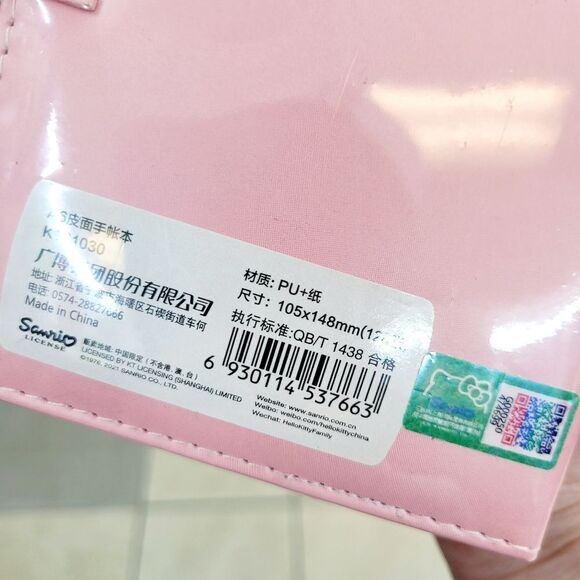 A6皮面手帐本
广博集团股份有限公司
地址: 浙江省宁波市海曙区石碶街道车何
电话: 0574-28827666
Made in China
材质: PU+纸
尺寸: 105x148mm
执行标准:QB/T 1438 合格
Sanrio
LICENSE
贩卖地域: 中国限定 (不含港、澳、台)
LICENSED BY KT LICENSING (SHANGHAI) LIMITED
©1976, 2021 SANRIO CO., LTD.
6 930114 537663
Website: www.sanrio.com.cn
Weibo: weibo.com/hellokittychina
Wechat: HelloKittyFamily